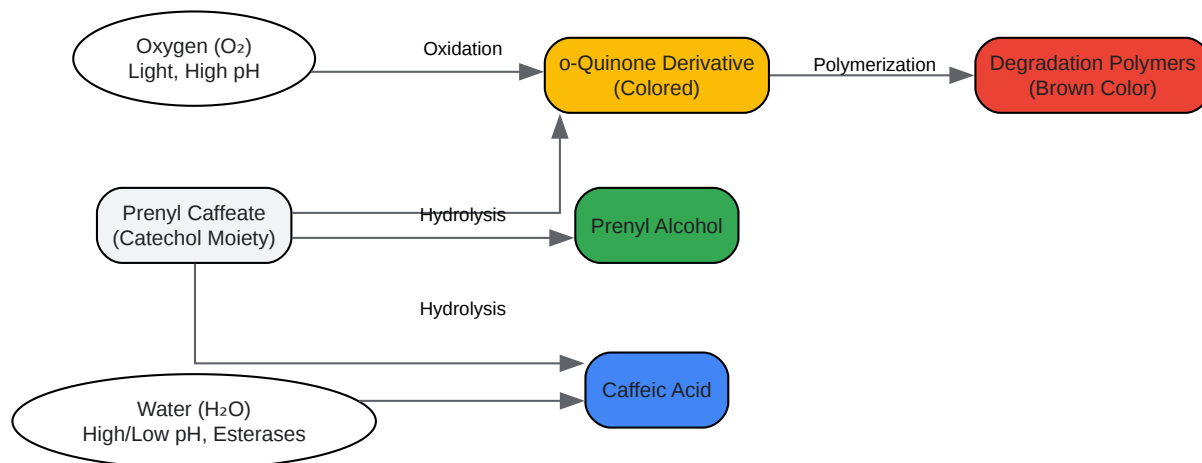 Oxygen (O₂)
Light, High pH
Oxidation
o-Quinone Derivative
(Colored)
Polymerization
Degradation Polymers
(Brown Color)
Prenyl Caffeate
(Catechol Moiety)
Hydrolysis
Prenyl Alcohol
Hydrolysis
Caffeic Acid
Water (H₂O)
High/Low pH, Esterases